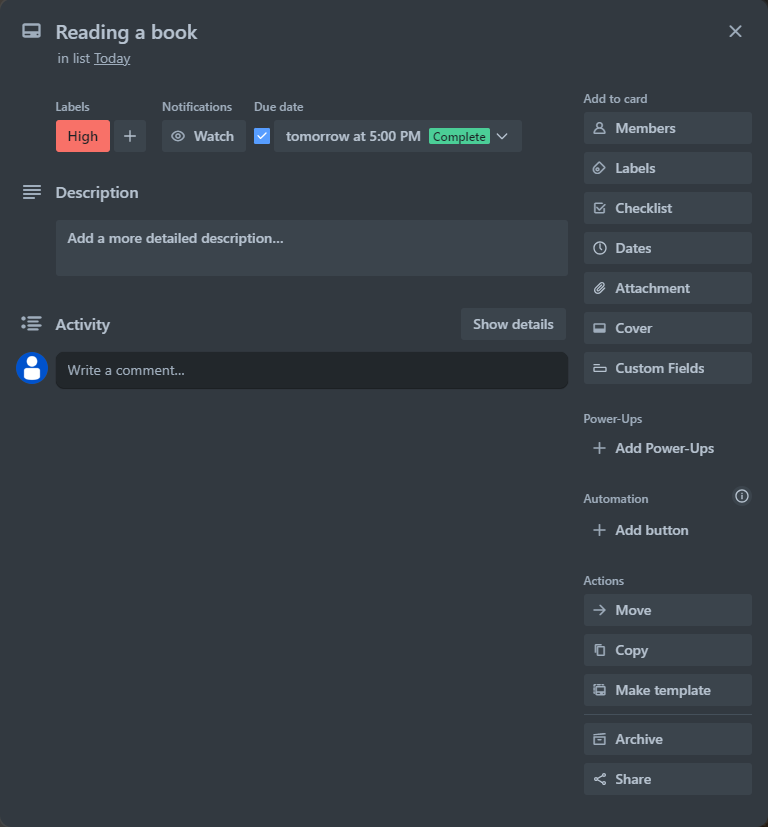 Reading a book
in list Today
Labels
High
Notifications
Watch
Due date
tomorrow at 5:00 PM Complete
Description
Add a more detailed description...
Activity
Show details
Write a comment...
Add to card
Members
Labels
Checklist
Dates
Attachment
Cover
Custom Fields
Power-Ups
Add Power-Ups
Automation
Add button
Actions
Move
Copy
Make template
Archive
Share